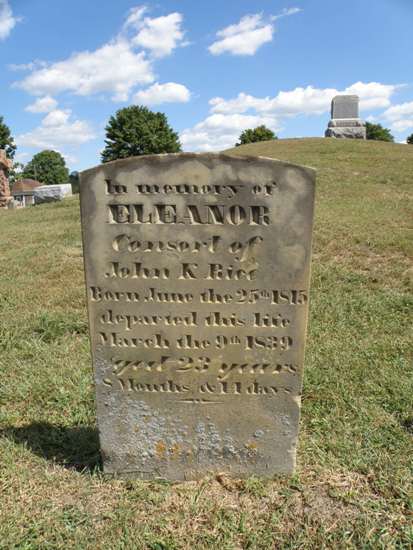 In memory of
ELEANOR
Consort of
John K Rice
Born June the 25th 1815
departed this life
March the 9th 1839
aged 23 years
8 Months & 14 days